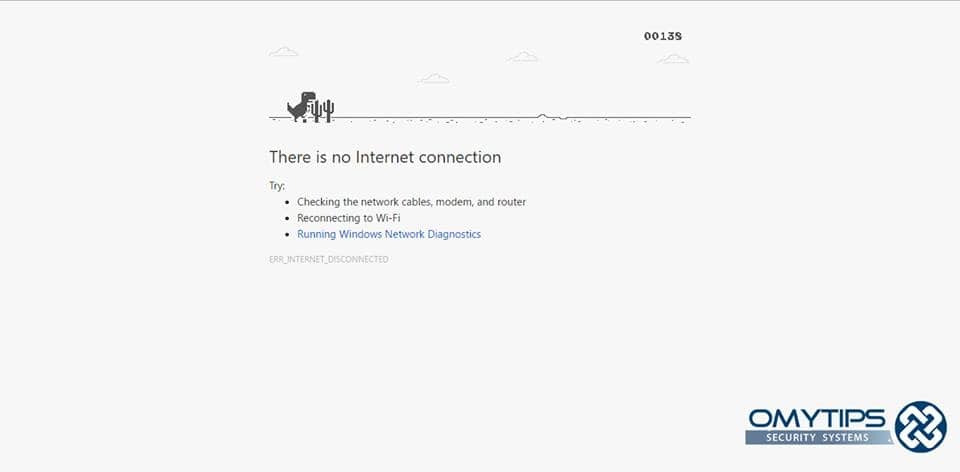 00138
There is no Internet connection
Try:
Checking the network cables, modem, and router
Reconnecting to Wi-Fi
Running Windows Network Diagnostics
ERR_INTERNET_DISCONNECTED
OMYTIPS
SECURITY SYSTEMS